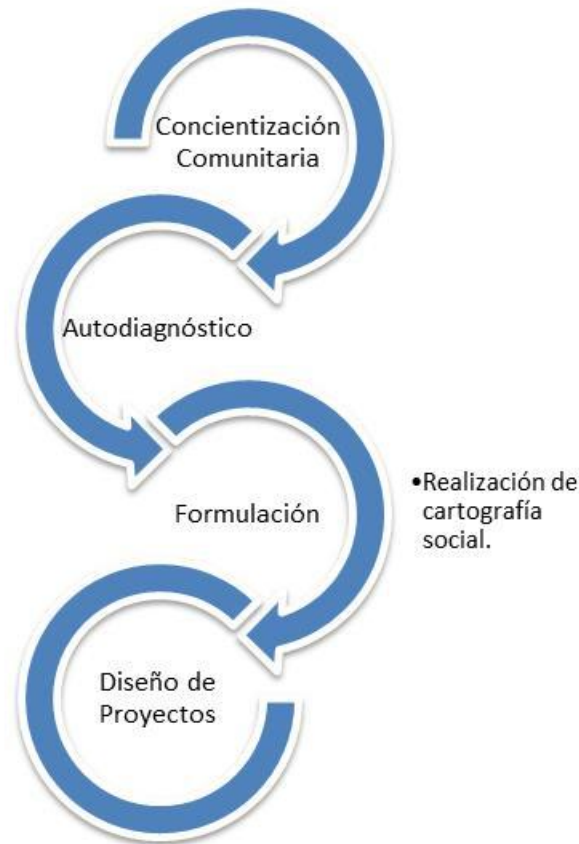 Concientización
Comunitaria
Autodiagnóstico
Formulación
•Realización de
cartografía
social.
Diseño de
Proyectos